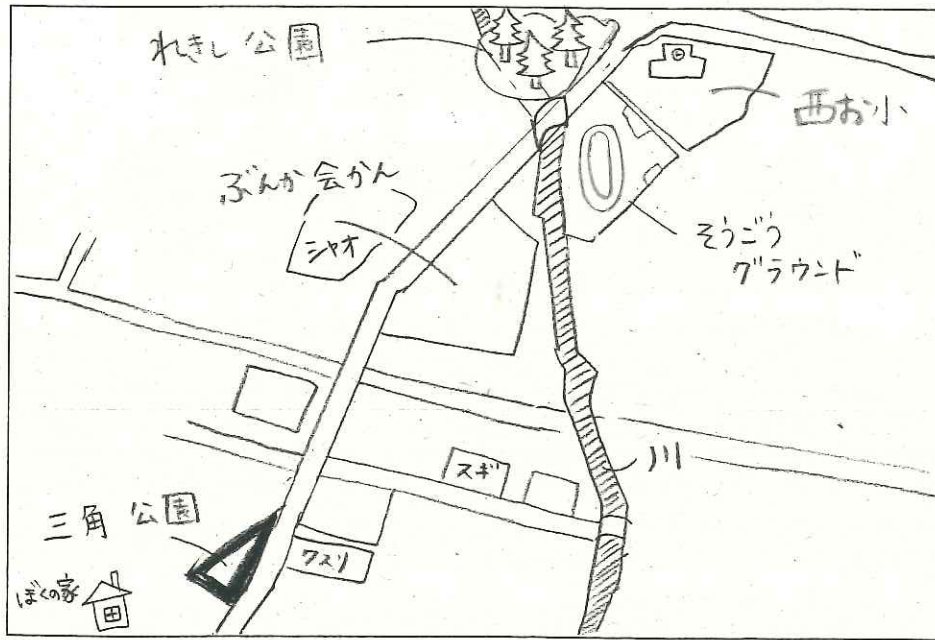 れきし公園
西お小
ぶんか会かん
シャオ
そうごう
グラウンド
川
スギ
三角公園
クスリ
ぼくの家